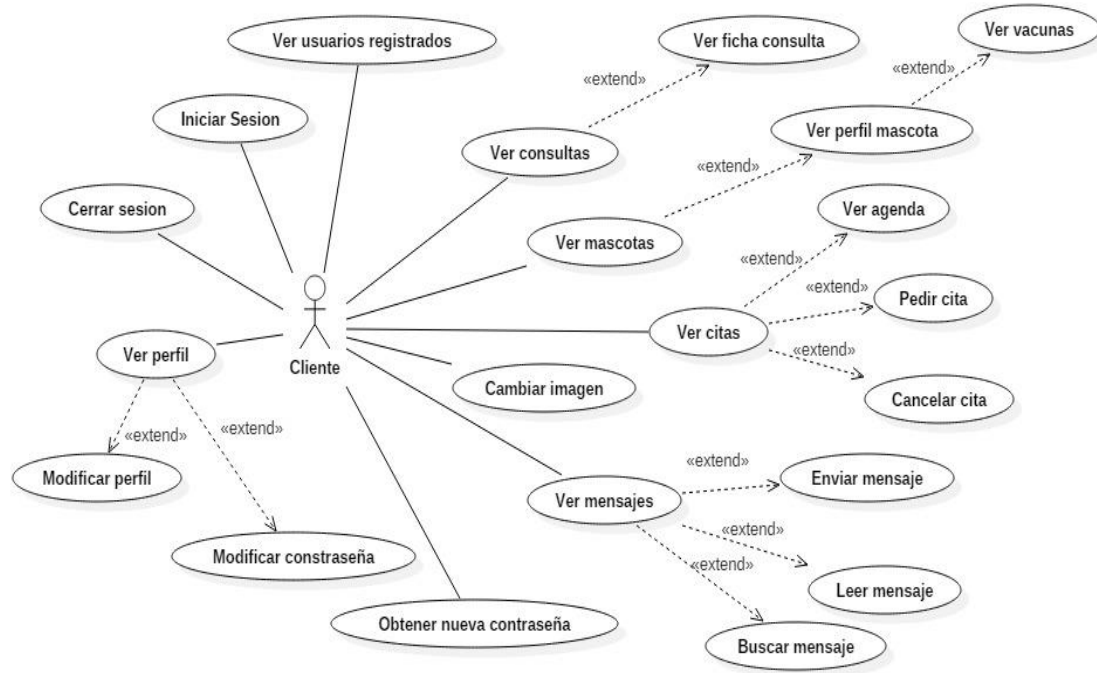 Ver usuarios registrados
Ver ficha consulta
Ver vacunas
«extend»
«extend»
Iniciar Sesion
Ver consultas
Ver perfil mascota
«extend»
Cerrar sesion
Ver mascotas
Ver agenda
«extend»
«extend»
Pedir cita
Ver citas
Ver perfil
«extend»
Cliente
Cambiar imagen
Cancelar cita
«extend»
«extend»
Modificar perfil
«extend»
Enviar mensaje
Ver mensajes
«extend»
Modificar constraseña
«extend»
Leer mensaje
Obtener nueva contraseña
Buscar mensaje